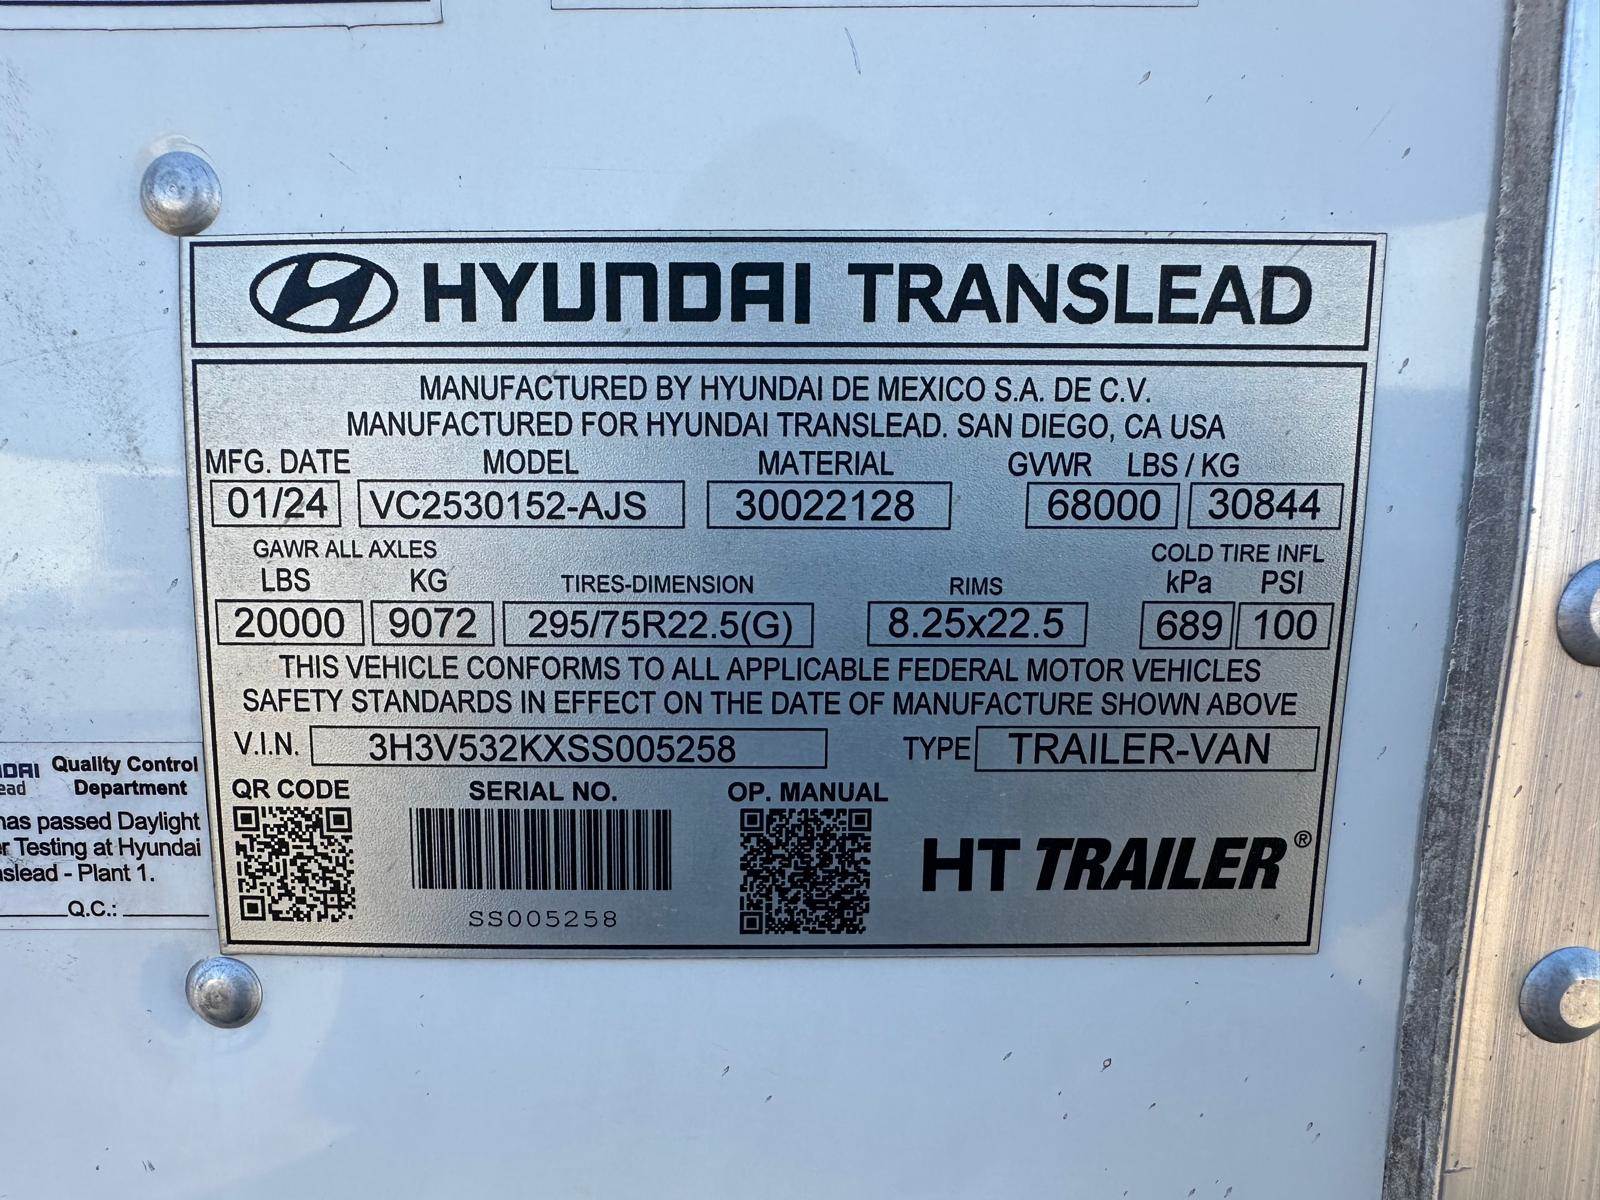 HYUNDAI TRANSLEAD
MANUFACTURED BY HYUNDAI DE MEXICO S.A. DE C.V.
MANUFACTURED FOR HYUNDAI TRANSLEAD. SAN DIEGO, CA USA
MFG. DATE MODEL MATERIAL GVWR LBS / KG
01/24 VC2530152-AJS 30022128 68000 30844
GAWR ALL AXLES COLD TIRE INFL
LBS KG TIRES-DIMENSION RIMS kPa PSI
20000 9072 295/75R22.5(G) 8.25x22.5 689 100
THIS VEHICLE CONFORMS TO ALL APPLICABLE FEDERAL MOTOR VEHICLES
SAFETY STANDARDS IN EFFECT ON THE DATE OF MANUFACTURE SHOWN ABOVE
V.I.N. 3H3V532KXSS005258 TYPE TRAILER-VAN
QR CODE SERIAL NO. OP. MANUAL
SS005258
HT TRAILER®
Quality Control
Department
has passed Daylight
Testing at Hyundai
- Plant 1.
Q.C.: